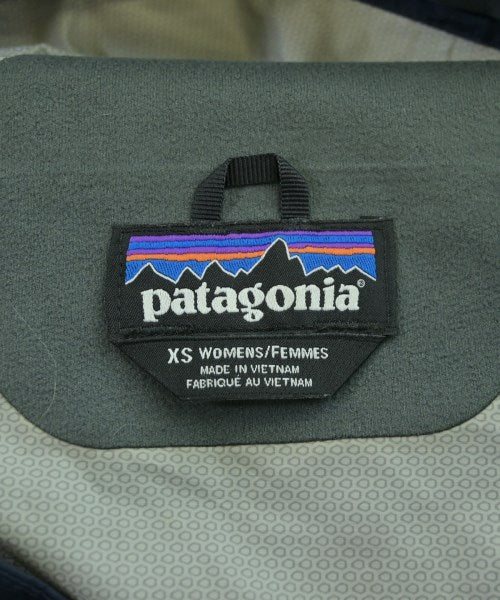 patagonia®
XS WOMENS/FEMMES
MADE IN VIETNAM
FABRIQUÉ AU VIETNAM